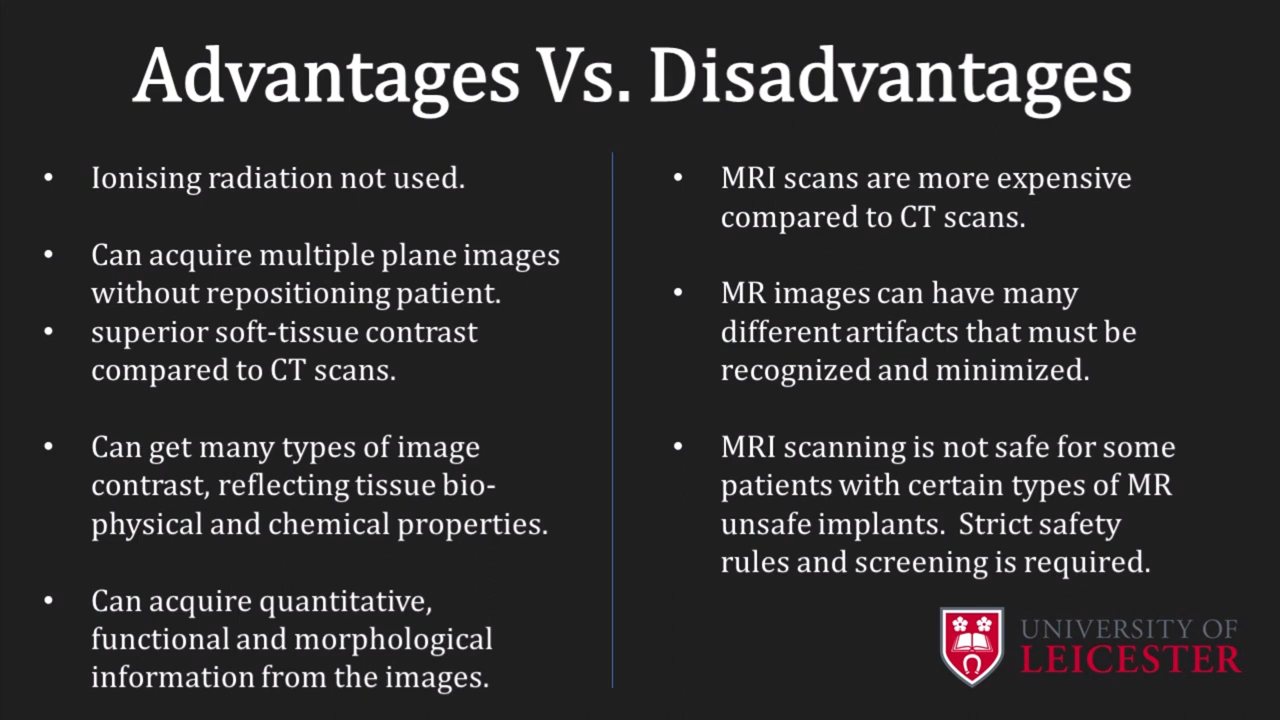 Advantages Vs. Disadvantages
• Ionising radiation not used.
• Can acquire multiple plane images
without repositioning patient.
• superior soft-tissue contrast
compared to CT scans.
• Can get many types of image
contrast, reflecting tissue bio-
physical and chemical properties.
• Can acquire quantitative,
functional and morphological
information from the images.
• MRI scans are more expensive
compared to CT scans.
• MR images can have many
different artifacts that must be
recognized and minimized.
• MRI scanning is not safe for some
patients with certain types of MR
unsafe implants.  Strict safety
rules and screening is required.
UNIVERSITY OF
LEICESTER